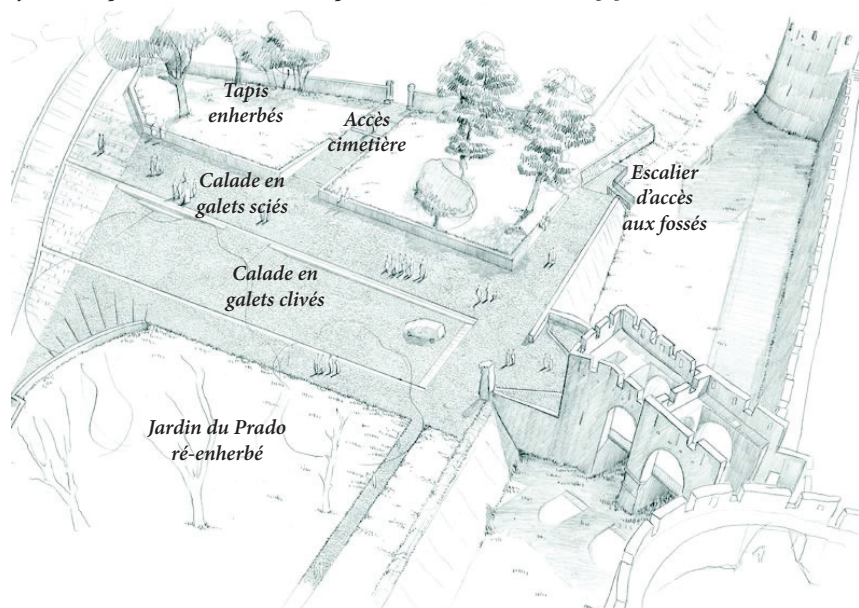 Tapis
enherbés
Accès
cimetière
Calade en
galets sciés
Escalier
d'accès
aux fossés
Calade en
galets clivés
Jardin du Prado
ré-enherbé